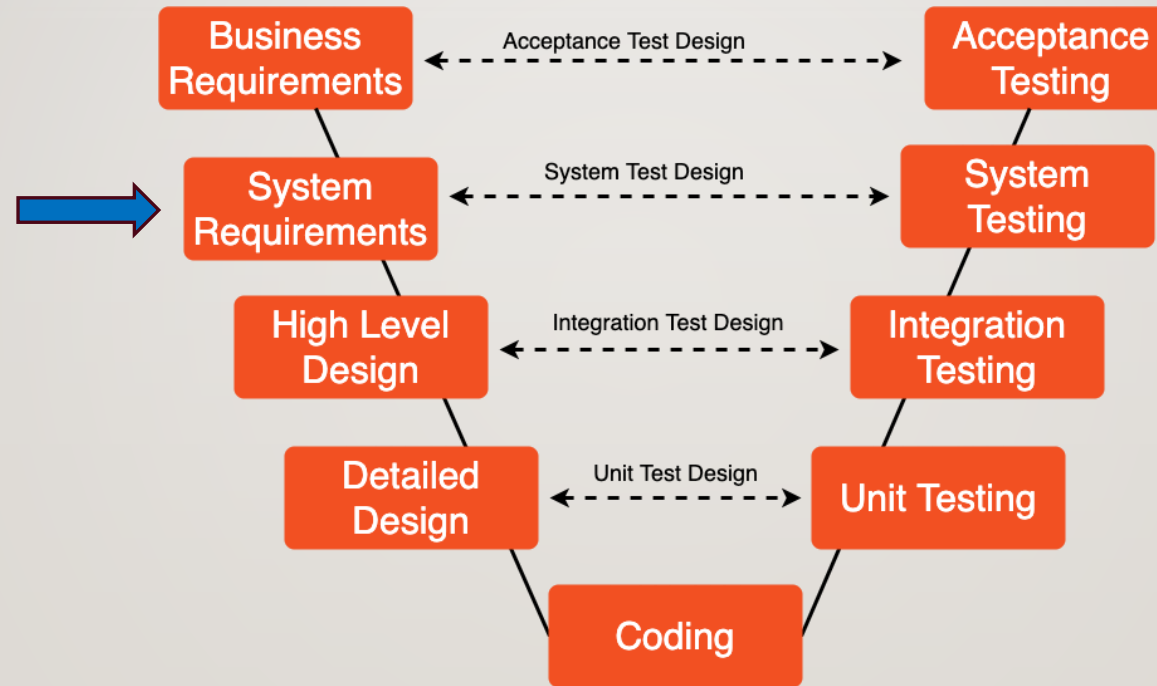 Business
Requirements
Acceptance Test Design
Acceptance
Testing
System
Requirements
System Test Design
System
Testing
High Level
Design
Integration Test Design
Integration
Testing
Detailed
Design
Unit Test Design
Unit Testing
Coding